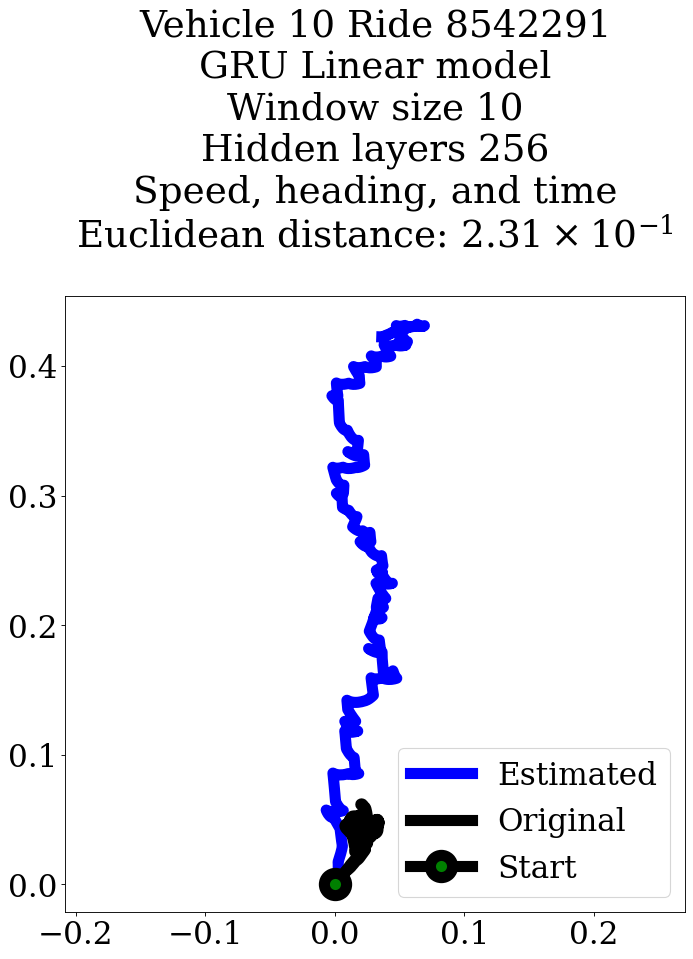 Vehicle 10 Ride 8542291
GRU Linear model
Window size 10
Hidden layers 256
Speed, heading, and time
Euclidean distance: 2.31 × 10⁻¹
0.4
0.3
0.2
0.1
0.0
Estimated
Original
Start
−0.2 −0.1 0.0 0.1 0.2